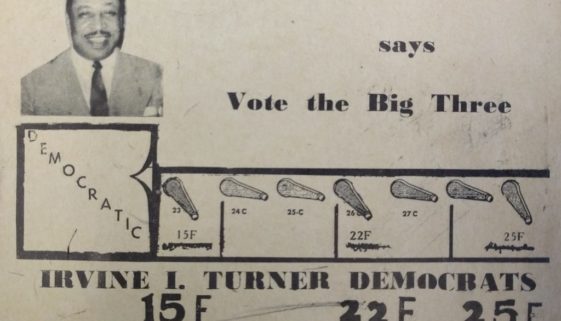 says
Vote the Big Three
DEMOCRATIC
23 24 C 25-C 26 C 27 C
15F 22F 25F
IRVINE I. TURNER DEMOCRATS
15F 22F 25F